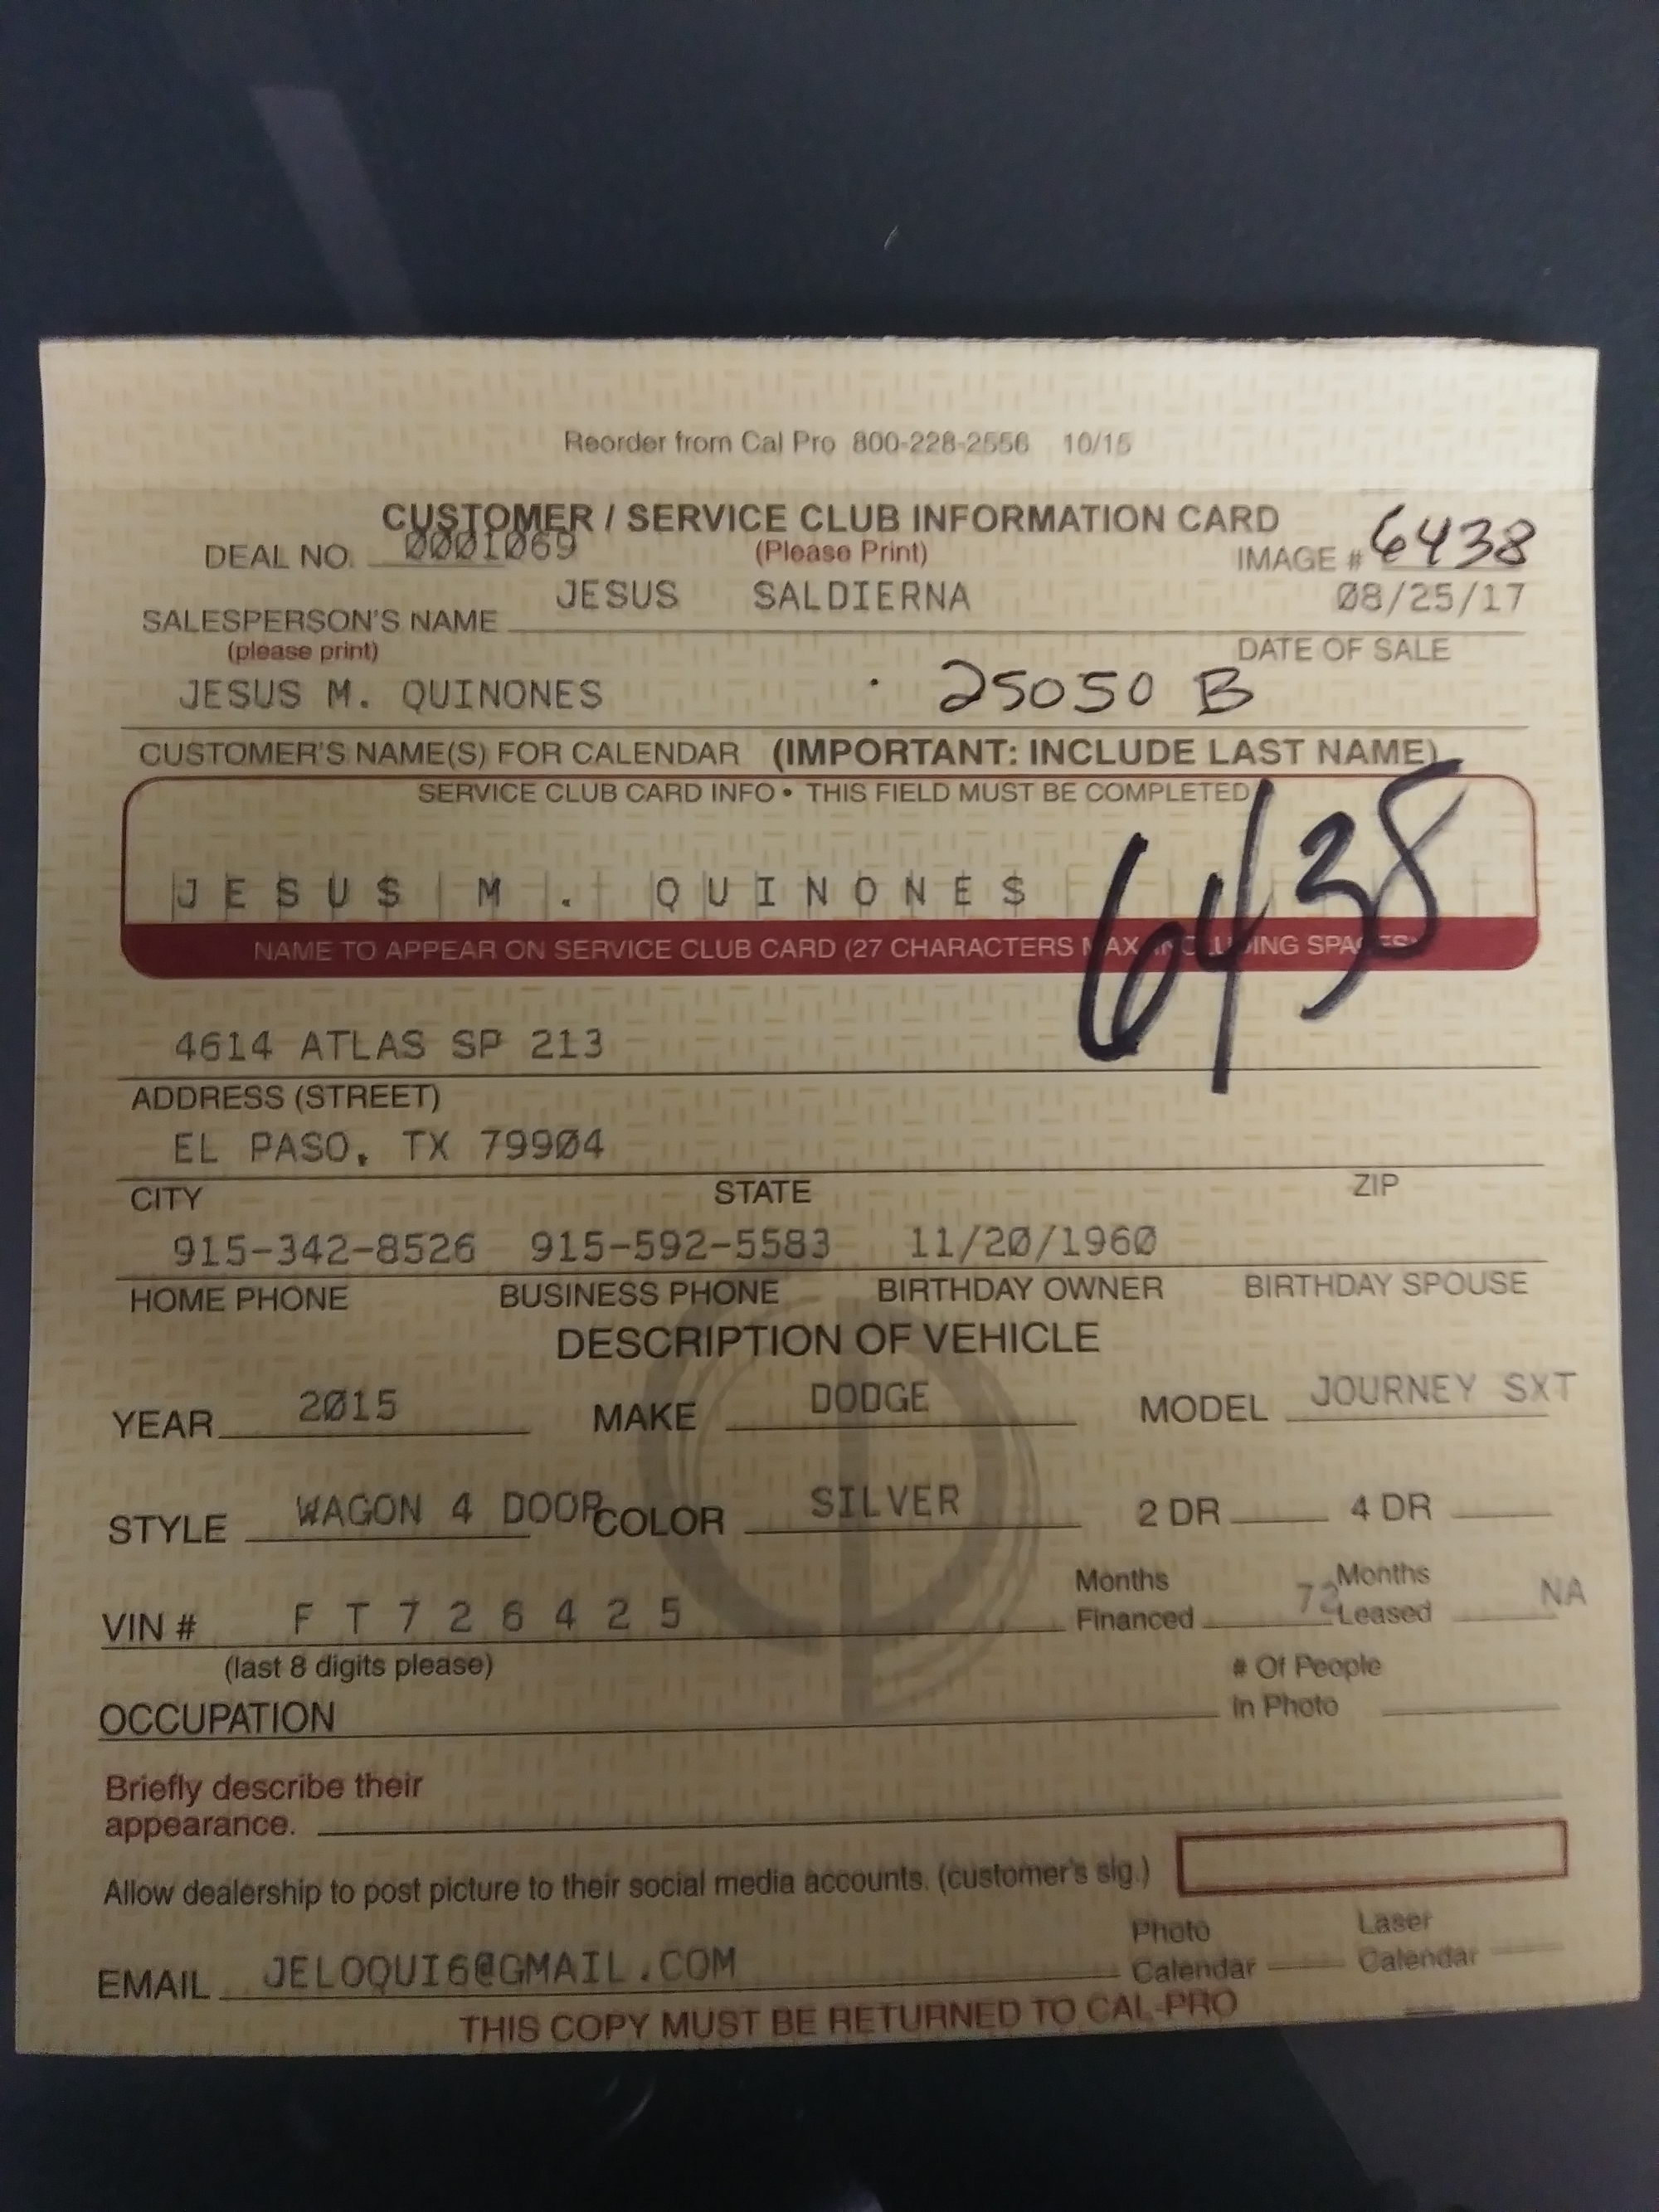 Reorder from Cal Pro 800-228-2556 10/15
CUSTOMER / SERVICE CLUB INFORMATION CARD
DEAL NO. 0001069 (Please Print) IMAGE # 6438
JESUS SALDIERNA 08/25/17
SALESPERSON'S NAME
(please print) DATE OF SALE
JESUS M. QUINONES 25050 B
CUSTOMER'S NAME(S) FOR CALENDAR (IMPORTANT: INCLUDE LAST NAME)
SERVICE CLUB CARD INFO • THIS FIELD MUST BE COMPLETED
JESUS M. QUINONES 6438
NAME TO APPEAR ON SERVICE CLUB CARD (27 CHARACTERS MAX INCLUDING SPACES)
4614 ATLAS SP 213
ADDRESS (STREET)
EL PASO, TX 79904
CITY STATE ZIP
915-342-8526 915-592-5583 11/20/1960
HOME PHONE BUSINESS PHONE BIRTHDAY OWNER BIRTHDAY SPOUSE
DESCRIPTION OF VEHICLE
YEAR 2015 MAKE DODGE MODEL JOURNEY SXT
STYLE WAGON 4 DOOR COLOR SILVER 2 DR 4 DR
VIN # F T 7 2 6 4 2 5 Months Financed 72 Months Leased NA
(last 8 digits please)
OCCUPATION # Of People In Photo
Briefly describe their
appearance.
Allow dealership to post picture to their social media accounts. (customer's sig.)
EMAIL JELOQUI6@GMAIL.COM Photo Calendar Laser Calendar
THIS COPY MUST BE RETURNED TO CAL-PRO